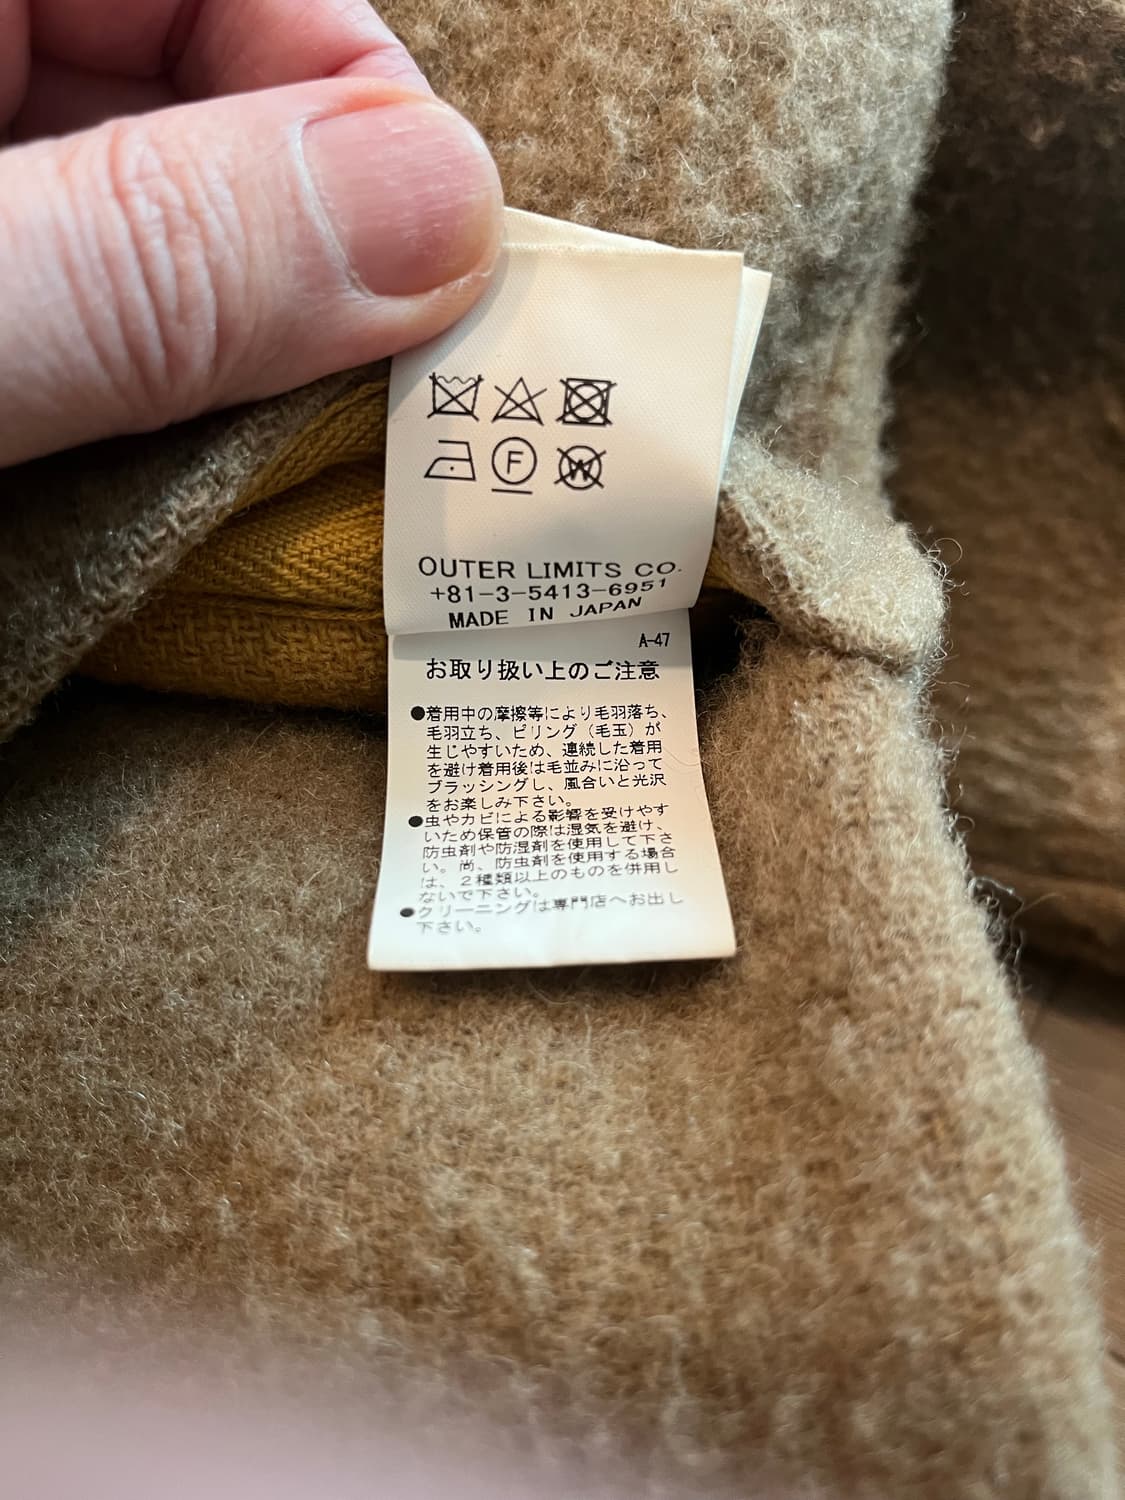 F
W
OUTER LIMITS CO.
+81-3-5413-6951
MADE IN JAPAN
A-47
お取り扱い上のご注意
●着用中の摩擦等により毛羽落ち、
毛羽立ち、ピリング（毛玉）が
生じやすいため、連続した着用
を避け着用後は毛並みに沿って
ブラッシングし、風合いと光沢
をお楽しみ下さい。
●虫やカビによる影響を受けやす
いため保管の際は湿気を避け、
防虫剤や防湿剤を使用して下さ
い。尚、防虫剤を使用する場合
は、２種類以上のものを併用し
ないで下さい。
●クリーニングは専門店へお出し
下さい。